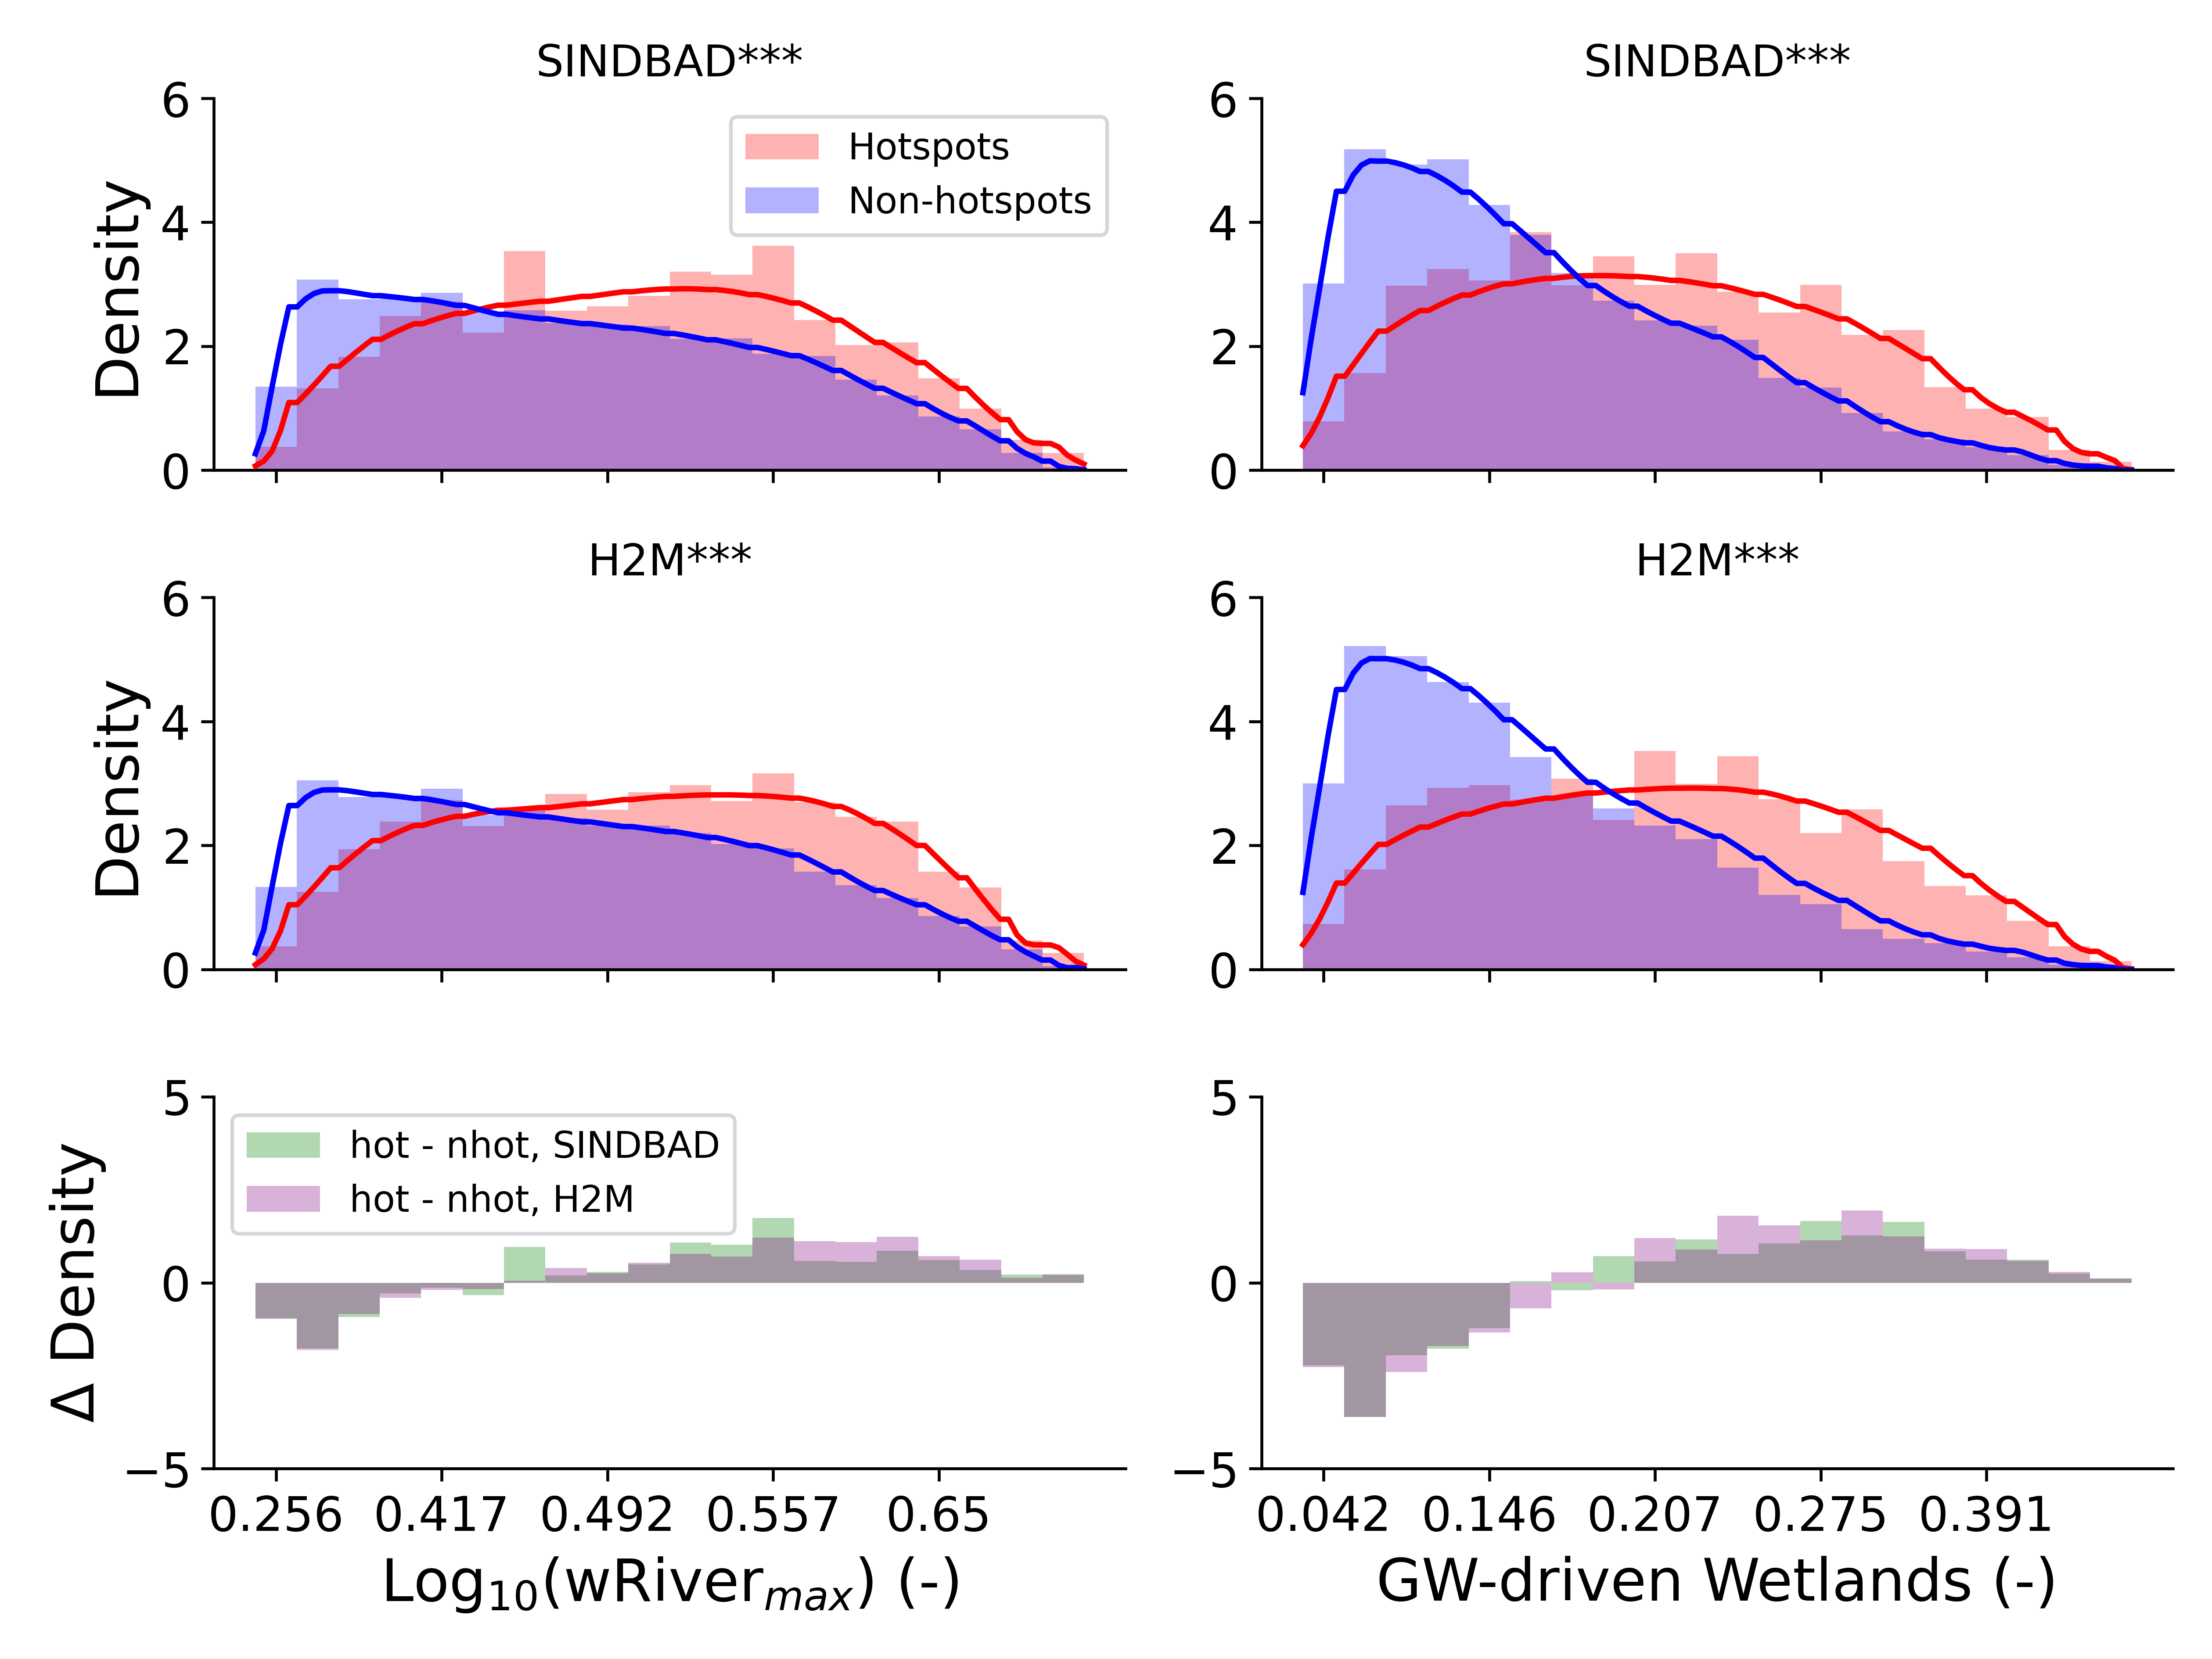 SINDBAD***
6
4
2
0
Density
Hotspots
Non-hotspots
SINDBAD***
6
4
2
0
H2M***
6
4
2
0
Density
H2M***
6
4
2
0
5
0
−5
Δ Density
hot - nhot, SINDBAD
hot - nhot, H2M
0.256 0.417 0.492 0.557 0.65
Log₁₀(wRiverₘₐₓ) (-)
5
0
−5
0.042 0.146 0.207 0.275 0.391
GW-driven Wetlands (-)